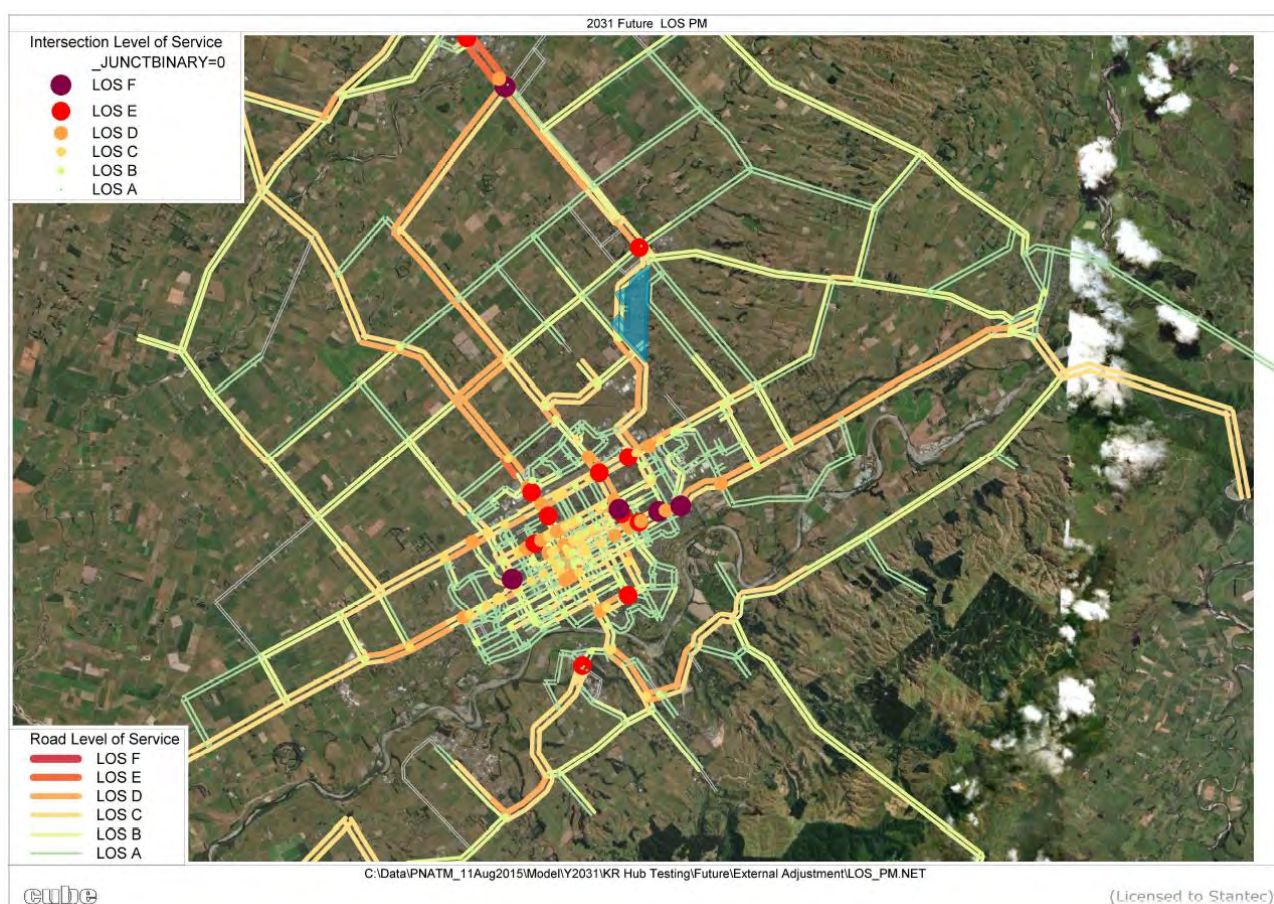 2031 Future LOS PM
Intersection Level of Service
_JUNCTBINARY=0
LOS F
LOS E
LOS D
LOS C
LOS B
LOS A
Road Level of Service
LOS F
LOS E
LOS D
LOS C
LOS B
LOS A
C:\Data\PNATM_11Aug2015\Model\Y2031\KR Hub Testing\Future\External Adjustment\LOS_PM.NET
cube
(Licensed to Stantec)